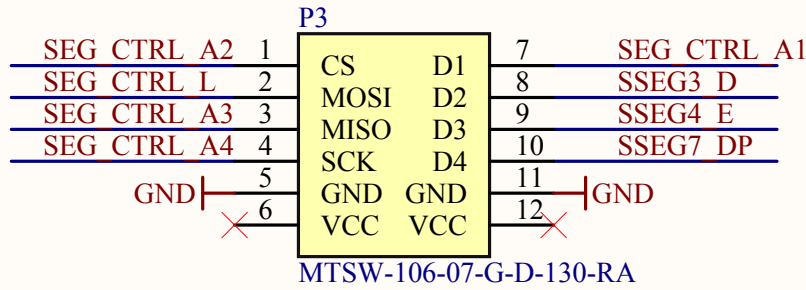 P3
SEG_CTRL_A2 1 CS D1 7 SEG_CTRL_A1
SEG_CTRL_L 2 MOSI D2 8 SSEG3_D
SEG_CTRL_A3 3 MISO D3 9 SSEG4_E
SEG_CTRL_A4 4 SCK D4 10 SSEG7_DP
GND 5 GND GND 11 GND
6 VCC VCC 12
MTSW-106-07-G-D-130-RA